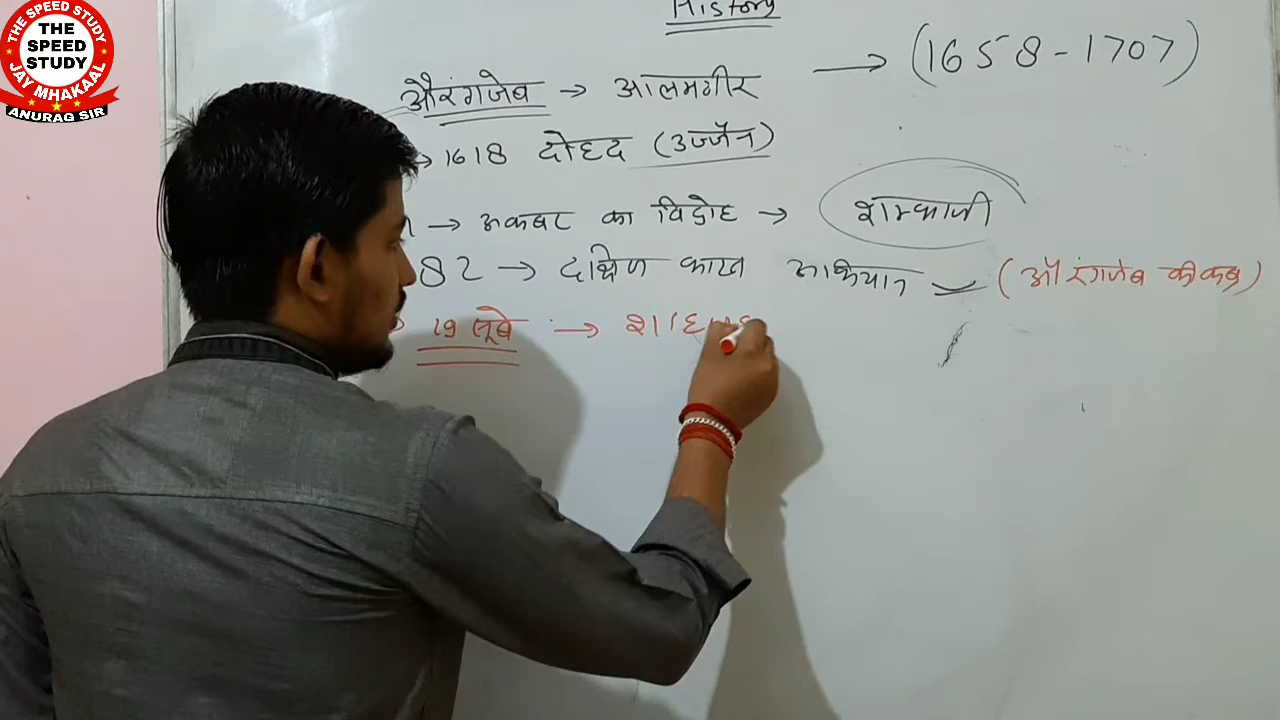 THE SPEED STUDY
THE
SPEED
STUDY
JAY MHAKAAL
ANURAG SIR
History
औरंगजेब → आलमगीर → (1658-1707)
→ 1618 दोहद (उज्जैन)
→ अकबर का विद्रोह → शम्भाजी
82 → दक्षिण का (औरंगजेब की कब्र)
19 सूबे → शाह